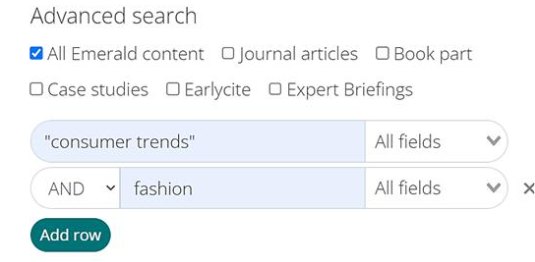 Advanced search
All Emerald content Journal articles Book part
Case studies Earlycite Expert Briefings
"consumer trends" All fields
AND fashion All fields
Add row